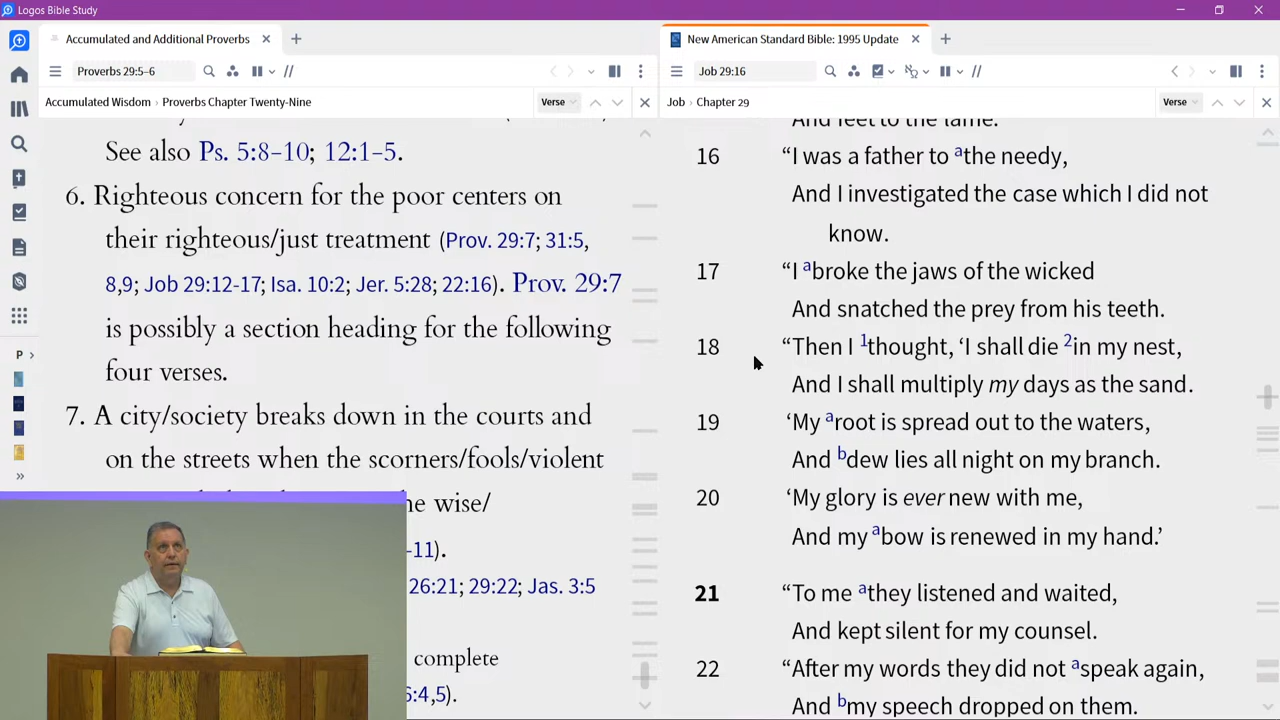 Logos Bible Study
Accumulated and Additional Proverbs
Proverbs 29:5–6
Accumulated Wisdom › Proverbs Chapter Twenty-Nine
Verse
See also Ps. 5:8–10; 12:1–5.
6. Righteous concern for the poor centers on
their righteous/just treatment (Prov. 29:7; 31:5,
8,9; Job 29:12-17; Isa. 10:2; Jer. 5:28; 22:16). Prov. 29:7
is possibly a section heading for the following
four verses.
7. A city/society breaks down in the courts and
on the streets when the scorners/fools/violent
he wise/
-11).
26:21; 29:22; Jas. 3:5
complete
6:4,5).
P
New American Standard Bible: 1995 Update
Job 29:16
Job › Chapter 29
Verse
And feet to the lame.
16 “I was a father to athe needy,
And I investigated the case which I did not
know.
17 “I abroke the jaws of the wicked
And snatched the prey from his teeth.
18 “Then I 1thought, ‘I shall die 2in my nest,
And I shall multiply my days as the sand.
19 ‘My aroot is spread out to the waters,
And bdew lies all night on my branch.
20 ‘My glory is ever new with me,
And my abow is renewed in my hand.’
21 “To me athey listened and waited,
And kept silent for my counsel.
22 “After my words they did not aspeak again,
And bmy speech dropped on them.